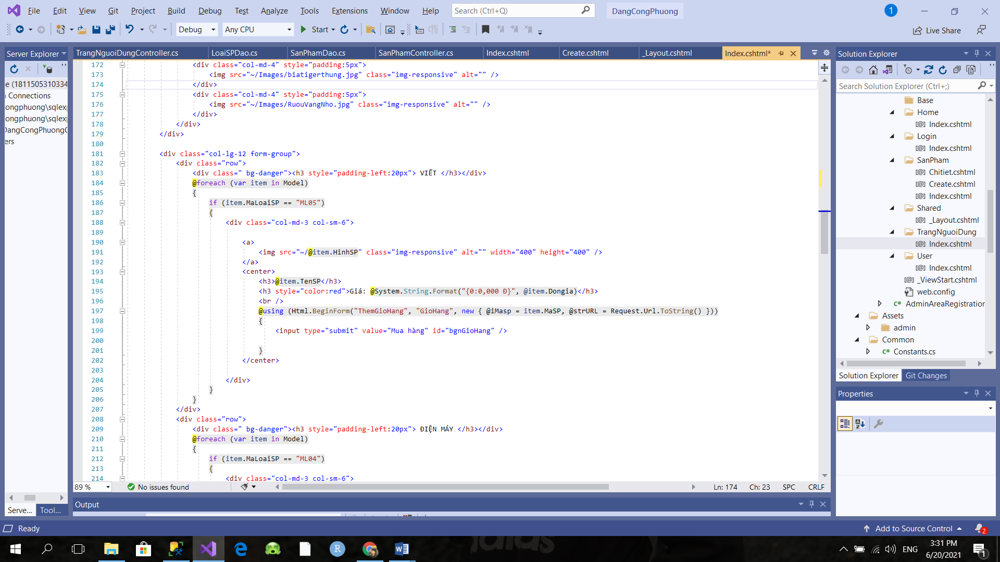 File Edit View Git Project Build Debug Test Analyze Tools Extensions Window Help Search (Ctrl+Q) DangCongPhuong 1
Debug Any CPU Start Live Share
Server Explorer
e (1811505310334
Connections
ongphuong\sqlexp
ongphuong\sqlex
DangCongPhuongC
ers
Serve... Tool...
TrangNguoiDungController.cs LoaiSPDao.cs SanPhamDao.cs SanPhamController.cs Index.cshtml Create.cshtml _Layout.cshtml Index.cshtml*
172 <div class="col-md-4" style="padding:5px">
173 <img src="~/Images/biatigerthung.jpg" class="img-responsive" alt="" />
174 </div>
175 <div class="col-md-4" style="padding:5px">
176 <img src="~/Images/RuouVangNho.jpg" class="img-responsive" alt="" />
177 </div>
178 </div>
179 </div>
180
181 <div class="col-lg-12 form-group">
182 <div class="row">
183 <div class=" bg-danger"><h3 style="padding-left:20px"> VIẾT </h3></div>
184 @foreach (var item in Model)
185 {
186 if (item.MaLoaiSP == "ML05")
187 {
188 <div class="col-md-3 col-sm-6">
189
190 <a>
191 <img src="~/@item.HinhSP" class="img-responsive" alt="" width="400" height="400" />
192 </a>
193 <center>
194 <h3>@item.TenSP</h3>
195 <h3 style="color:red">Giá: @System.String.Format("{0:0,000 Đ}", @item.Dongia)</h3>
196 <br />
197 @using (Html.BeginForm("ThemGioHang", "GioHang", new { @iMasp = item.MaSP, @strURL = Request.Url.ToString() }))
198 {
199 <input type="submit" value="Mua hàng" id="bgnGioHang" />
200
201 }
202 </center>
203
204 </div>
205 }
206 }
207 </div>
208 <div class="row">
209 <div class=" bg-danger"><h3 style="padding-left:20px"> ĐIỆN MÁY </h3></div>
210 @foreach (var item in Model)
211 {
212 if (item.MaLoaiSP == "ML04")
213 {
214 <div class="col-md-3 col-sm-6">
89 % No issues found Ln: 174 Ch: 23 SPC CRLF
Output
Solution Explorer
Search Solution Explorer (Ctrl+;)
Base
Home
Index.cshtml
Login
Index.cshtml
SanPham
Chitiet.cshtml
Create.cshtml
Index.cshtml
Shared
_Layout.cshtml
TrangNguoiDung
Index.cshtml
User
Index.cshtml
_ViewStart.cshtml
web.config
C# AdminAreaRegistration
Assets
admin
Common
C# Constants.cs
Solution Explorer Git Changes
Properties
Ready Add to Source Control 2
ENG 3:31 PM
6/20/2021 1